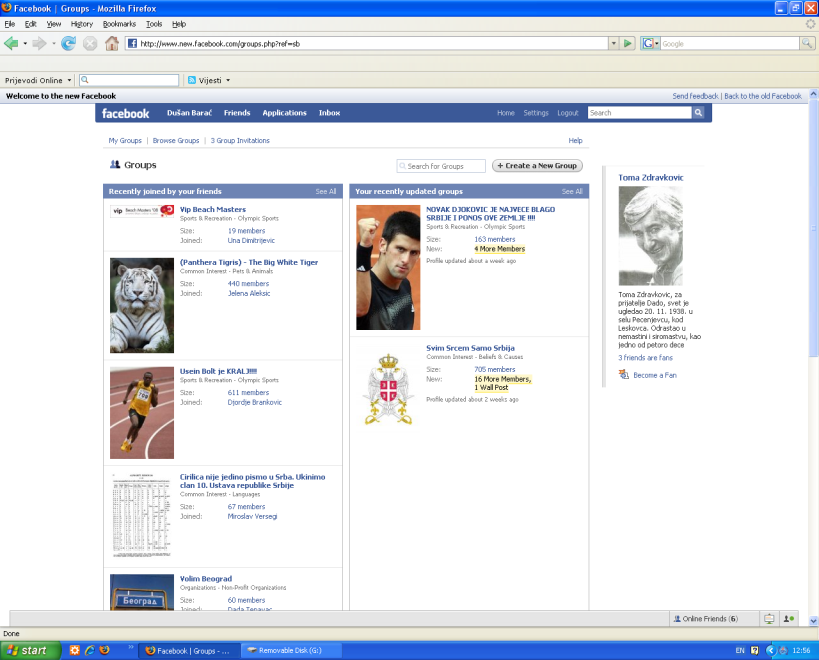 Facebook | Groups - Mozilla Firefox
File Edit View History Bookmarks Tools Help
http://www.new.facebook.com/groups.php?ref=sb
Google
Prijevodi Online
Vijesti
Welcome to the new Facebook
Send feedback | Back to the old Facebook
facebook Dušan Barać Friends Applications Inbox Home Settings Logout Search
My Groups | Browse Groups | 3 Group Invitations Help
Groups
Search for Groups
+ Create a New Group
Recently joined by your friends See All
vip Beach Masters '08
Vip Beach Masters
Sports & Recreation - Olympic Sports
Size: 19 members
Joined: Una Dimitrijevic
(Panthera Tigris) - The Big White Tiger
Common Interest - Pets & Animals
Size: 440 members
Joined: Jelena Aleksic
Usein Bolt je KRALJ!!!!
Sports & Recreation - Olympic Sports
Size: 611 members
Joined: Djordje Brankovic
Cirilica nije jedino pismo u Srba. Ukinimo
clan 10. Ustava republike Srbije
Common Interest - Languages
Size: 67 members
Joined: Miroslav Versegi
Volim Beograd
Organizations - Non-Profit Organizations
Size: 60 members
Joined: Dada Tenavac
Београд
Your recently updated groups See All
NOVAK DJOKOVIC JE NAJVECE BLAGO
SRBIJE I PONOS OVE ZEMLJE !!!!
Sports & Recreation - Olympic Sports
Size: 163 members
New: 4 More Members
Profile updated about a week ago
Svim Srcem Samo Srbija
Common Interest - Beliefs & Causes
Size: 705 members
New: 16 More Members,
1 Wall Post
Profile updated about 2 weeks ago
Toma Zdravkovic
Toma Zdravkovic, za
prijatelje Dado, svet je
ugledao 20. 11. 1938. u
selu Pecenjevcu, kod
Leskovca. Odrastao u
nemastini i siromastvu, kao
jedno od petoro dece
3 friends are fans
Become a Fan
Online Friends (6)
Done
start
Facebook | Groups - ...
Removable Disk (G:)
EN
12:56